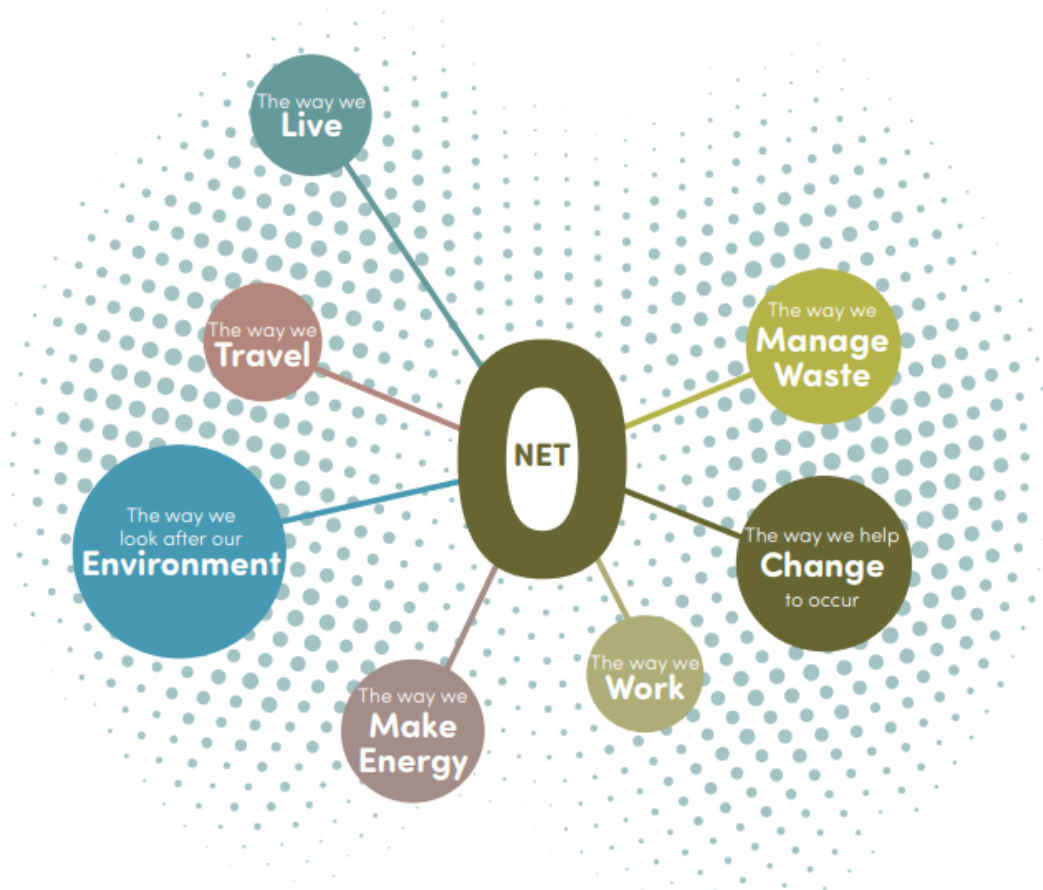 The way we
Live
The way we
Travel
The way we
Manage
Waste
NET
0
The way we
look after our
Environment
The way we help
Change
to occur
The way we
Make
Energy
The way we
Work